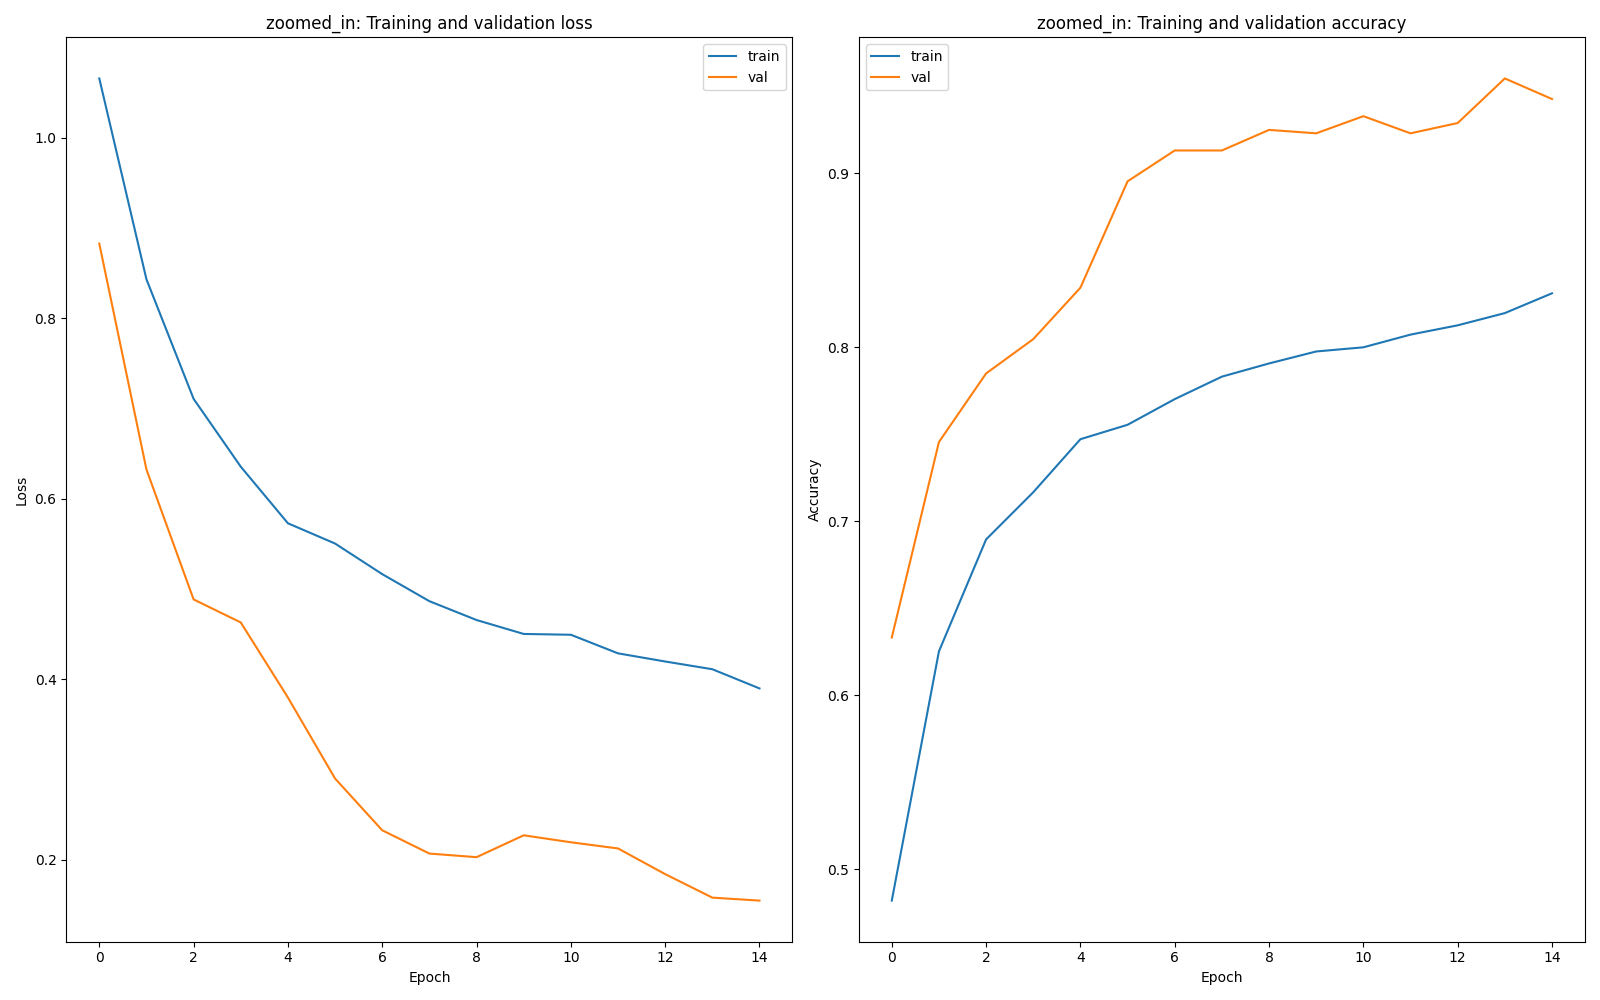 zoomed_in: Training and validation loss
train
val
1.0
0.8
0.6
0.4
0.2
Loss
0 2 4 6 8 10 12 14
Epoch
zoomed_in: Training and validation accuracy
train
val
0.9
0.8
0.7
0.6
0.5
Accuracy
0 2 4 6 8 10 12 14
Epoch